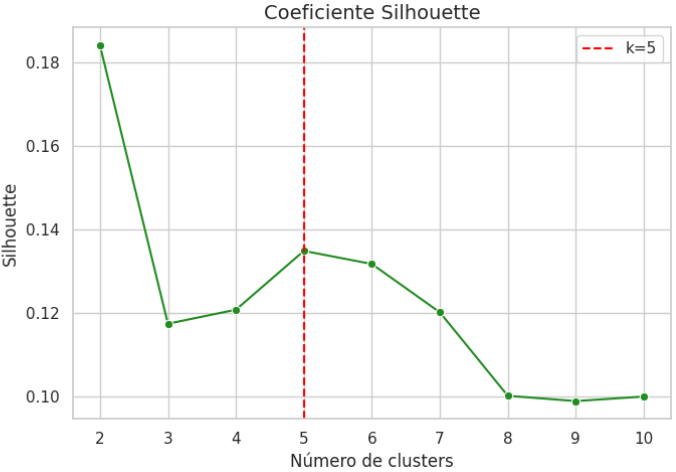 Coeficiente Silhouette
k=5
Silhouette
0.18
0.16
0.14
0.12
0.10
2 3 4 5 6 7 8 9 10
Número de clusters